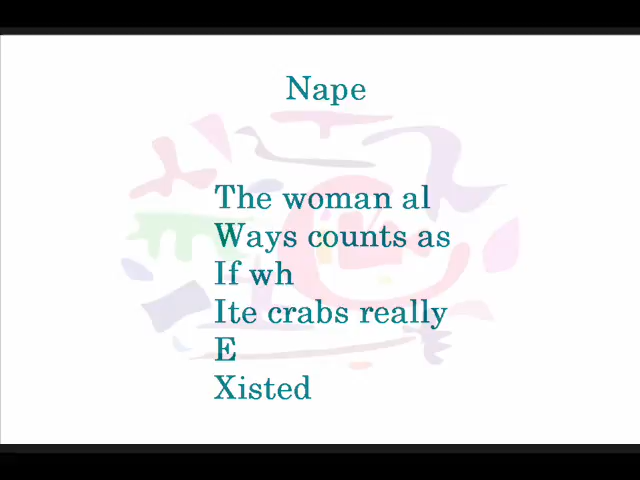 Nape
The woman al
Ways counts as
If wh
Ite crabs really
E
Xisted